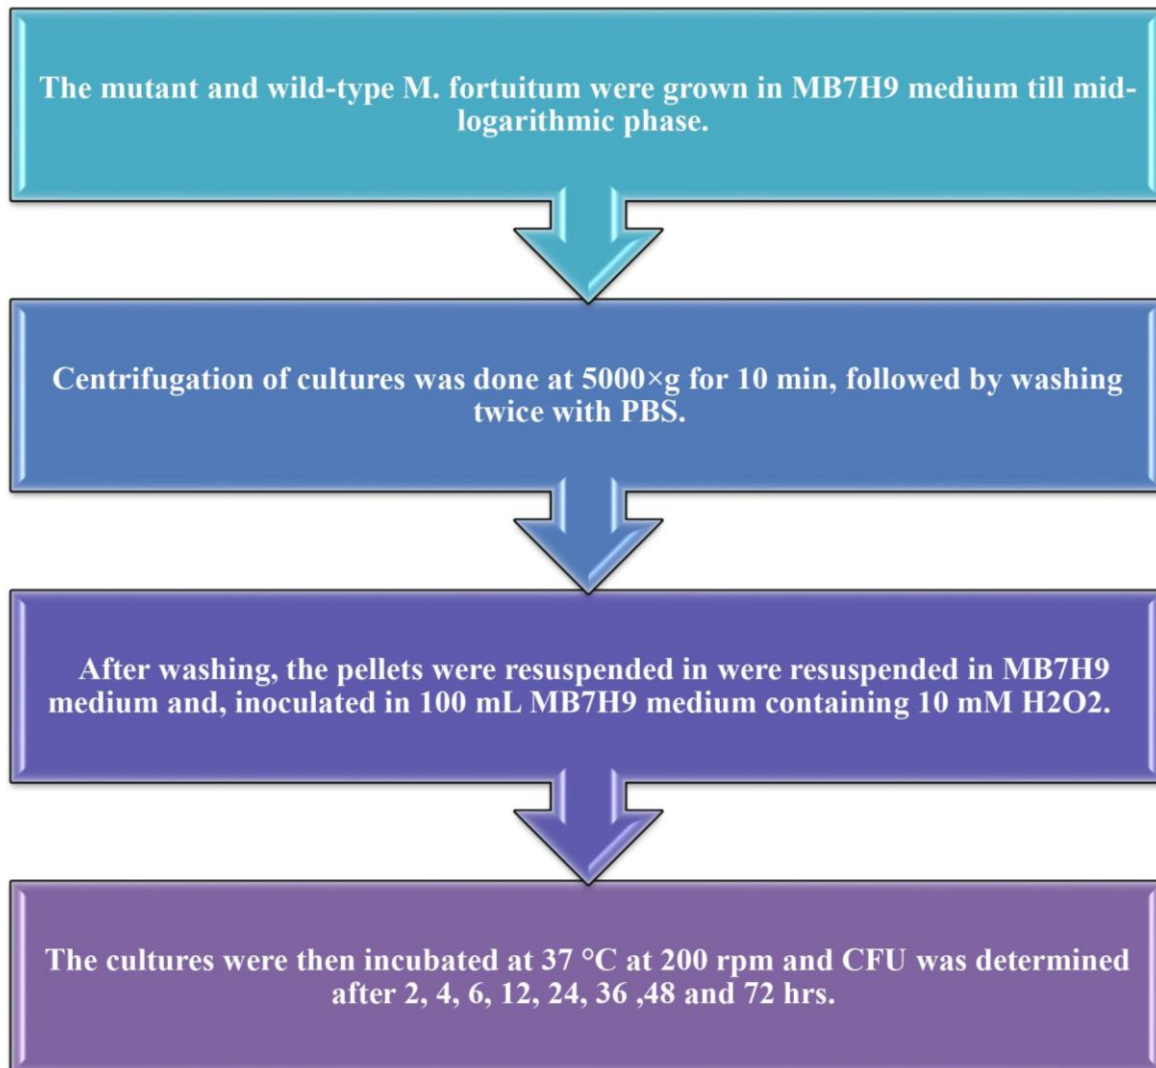 The mutant and wild-type M. fortuitum were grown in MB7H9 medium till mid-
logarithmic phase.
Centrifugation of cultures was done at 5000×g for 10 min, followed by washing
twice with PBS.
After washing, the pellets were resuspended in were resuspended in MB7H9
medium and, inoculated in 100 mL MB7H9 medium containing 10 mM H2O2.
The cultures were then incubated at 37 °C at 200 rpm and CFU was determined
after 2, 4, 6, 12, 24, 36 ,48 and 72 hrs.